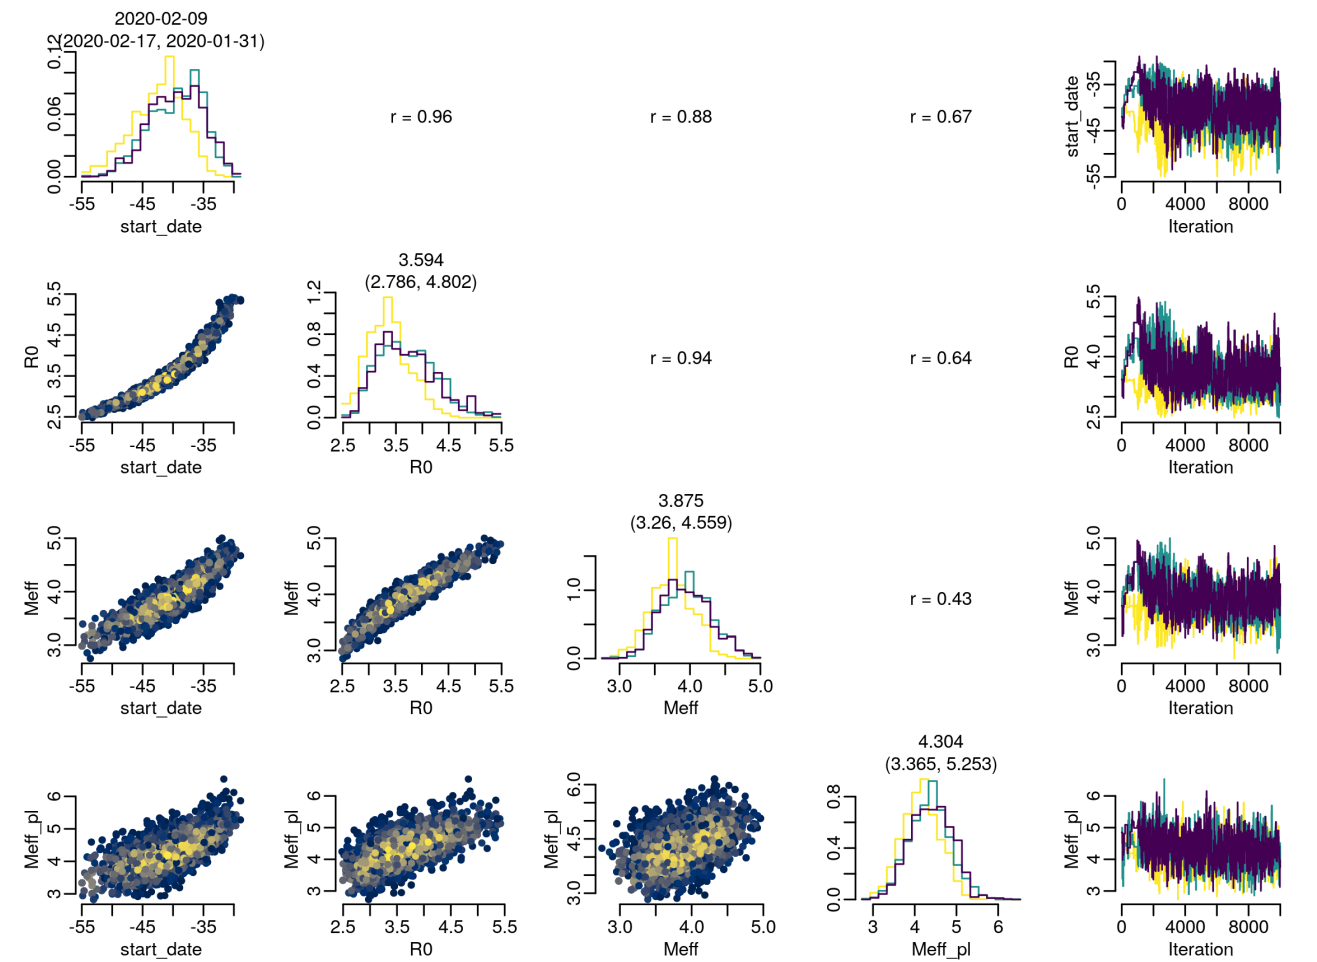 2020-02-09
(2020-02-17, 2020-01-31)
0.12
0.06
0.00
-55 -45 -35
start_date
r = 0.96
r = 0.88
r = 0.67
start_date
-35
-45
-55
0 4000 8000
Iteration
R0
5.5
4.5
3.5
2.5
-55 -45 -35
start_date
3.594
(2.786, 4.802)
1.2
0.8
0.4
0.0
2.5 3.5 4.5 5.5
R0
r = 0.94
r = 0.64
R0
5.5
4.0
2.5
0 4000 8000
Iteration
Meff
5.0
4.0
3.0
-55 -45 -35
start_date
Meff
5.0
4.0
3.0
2.5 3.5 4.5 5.5
R0
3.875
(3.26, 4.559)
1.0
0.0
3.0 4.0 5.0
Meff
r = 0.43
Meff
5.0
4.0
3.0
0 4000 8000
Iteration
Meff_pl
6
5
4
3
-55 -45 -35
start_date
Meff_pl
6
5
4
3
2.5 3.5 4.5 5.5
R0
Meff_pl
6.0
4.5
3.0
3.0 4.0 5.0
Meff
4.304
(3.365, 5.253)
0.8
0.4
0.0
3 4 5 6
Meff_pl
Meff_pl
6
5
4
3
0 4000 8000
Iteration